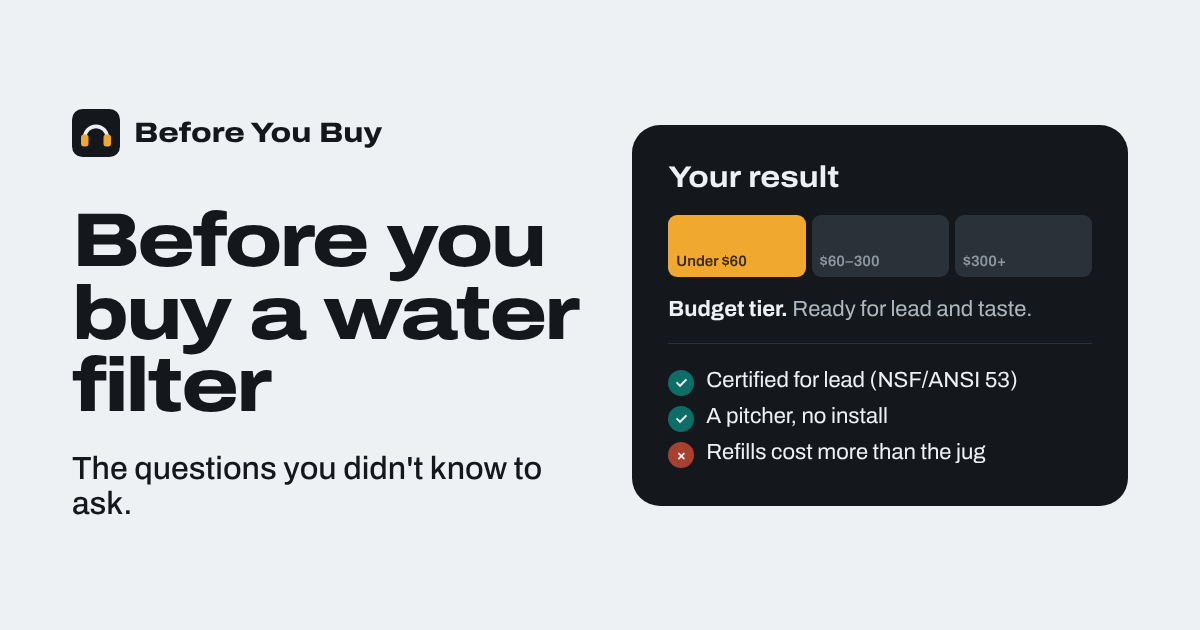 Before You Buy
Before you
buy a water
filter
The questions you didn't know to
ask.
Your result
Under $60
$60–300
$300+
Budget tier. Ready for lead and taste.
Certified for lead (NSF/ANSI 53)
A pitcher, no install
Refills cost more than the jug